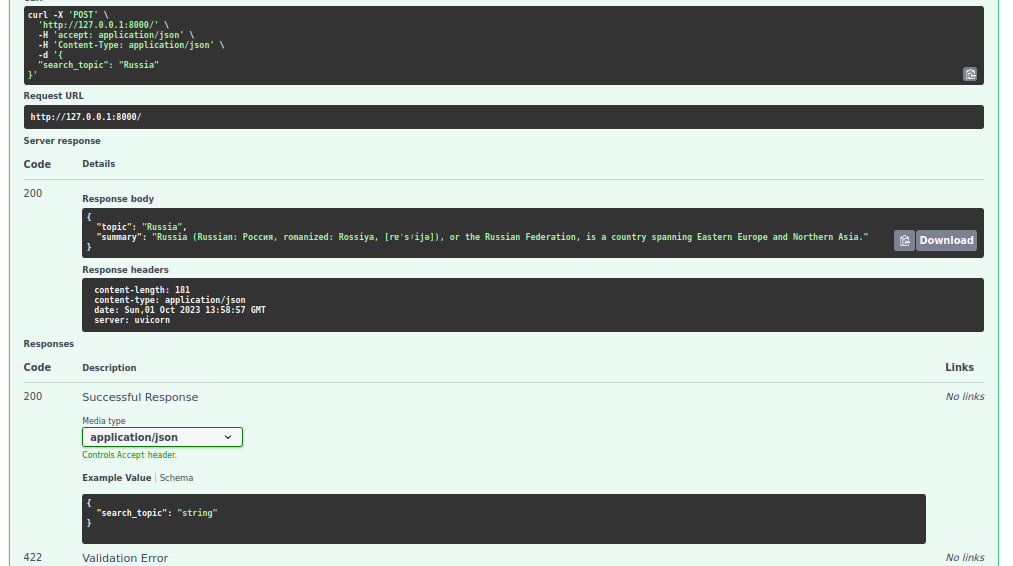 curl -X 'POST' \
'http://127.0.0.1:8000/' \
-H 'accept: application/json' \
-H 'Content-Type: application/json' \
-d '{
"search_topic": "Russia"
}'
Request URL
http://127.0.0.1:8000/
Server response
Code Details
200
Response body
{
"topic": "Russia",
"summary": "Russia (Russian: Россия, romanized: Rossiya, [rɐˈsʲijə]), or the Russian Federation, is a country spanning Eastern Europe and Northern Asia."
}
Download
Response headers
content-length: 181
content-type: application/json
date: Sun,01 Oct 2023 13:58:57 GMT
server: uvicorn
Responses
Code Description Links
200 Successful Response No links
Media type
application/json
Controls Accept header.
Example Value Schema
{
"search_topic": "string"
}
422 Validation Error No links